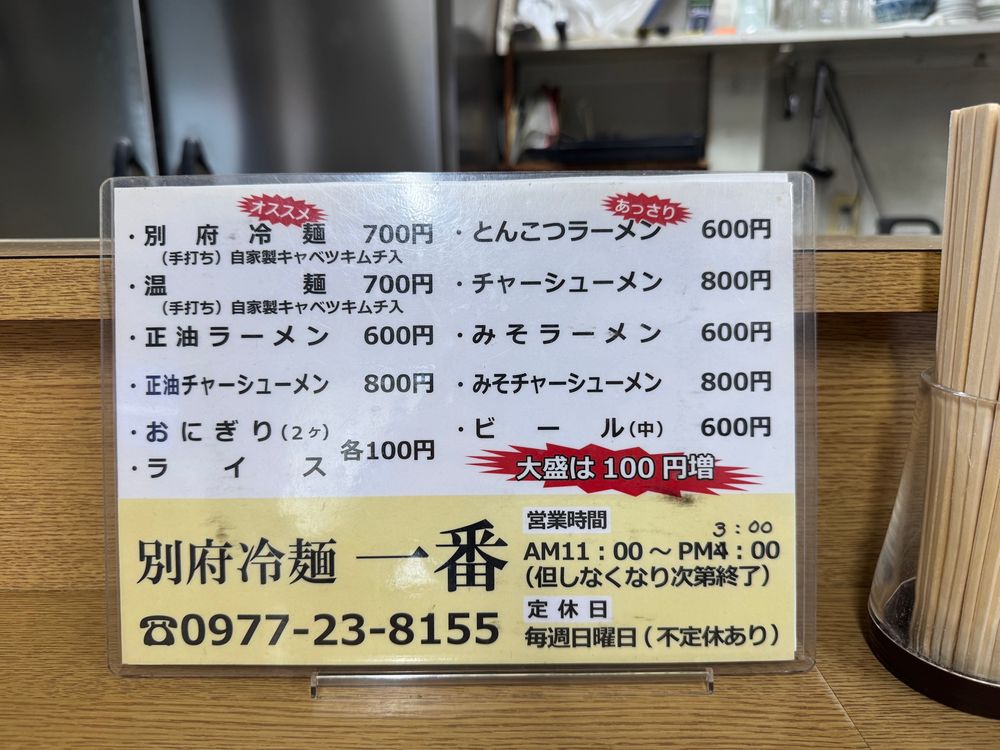 オススメ
・別府冷麺 700円
（手打ち）自家製キャベツキムチ入
・温麺 700円
（手打ち）自家製キャベツキムチ入
・正油ラーメン 600円
・正油チャーシューメン 800円
・おにぎり（2ヶ）
・ライス
各100円
あっさり
・とんこつラーメン 600円
・チャーシューメン 800円
・みそラーメン 600円
・みそチャーシューメン 800円
・ビール（中） 600円
大盛は100円増
別府冷麺 一番
☎0977-23-8155
営業時間
3：00
AM11：00～PM4：00
（但しなくなり次第終了）
定休日
毎週日曜日（不定休あり）